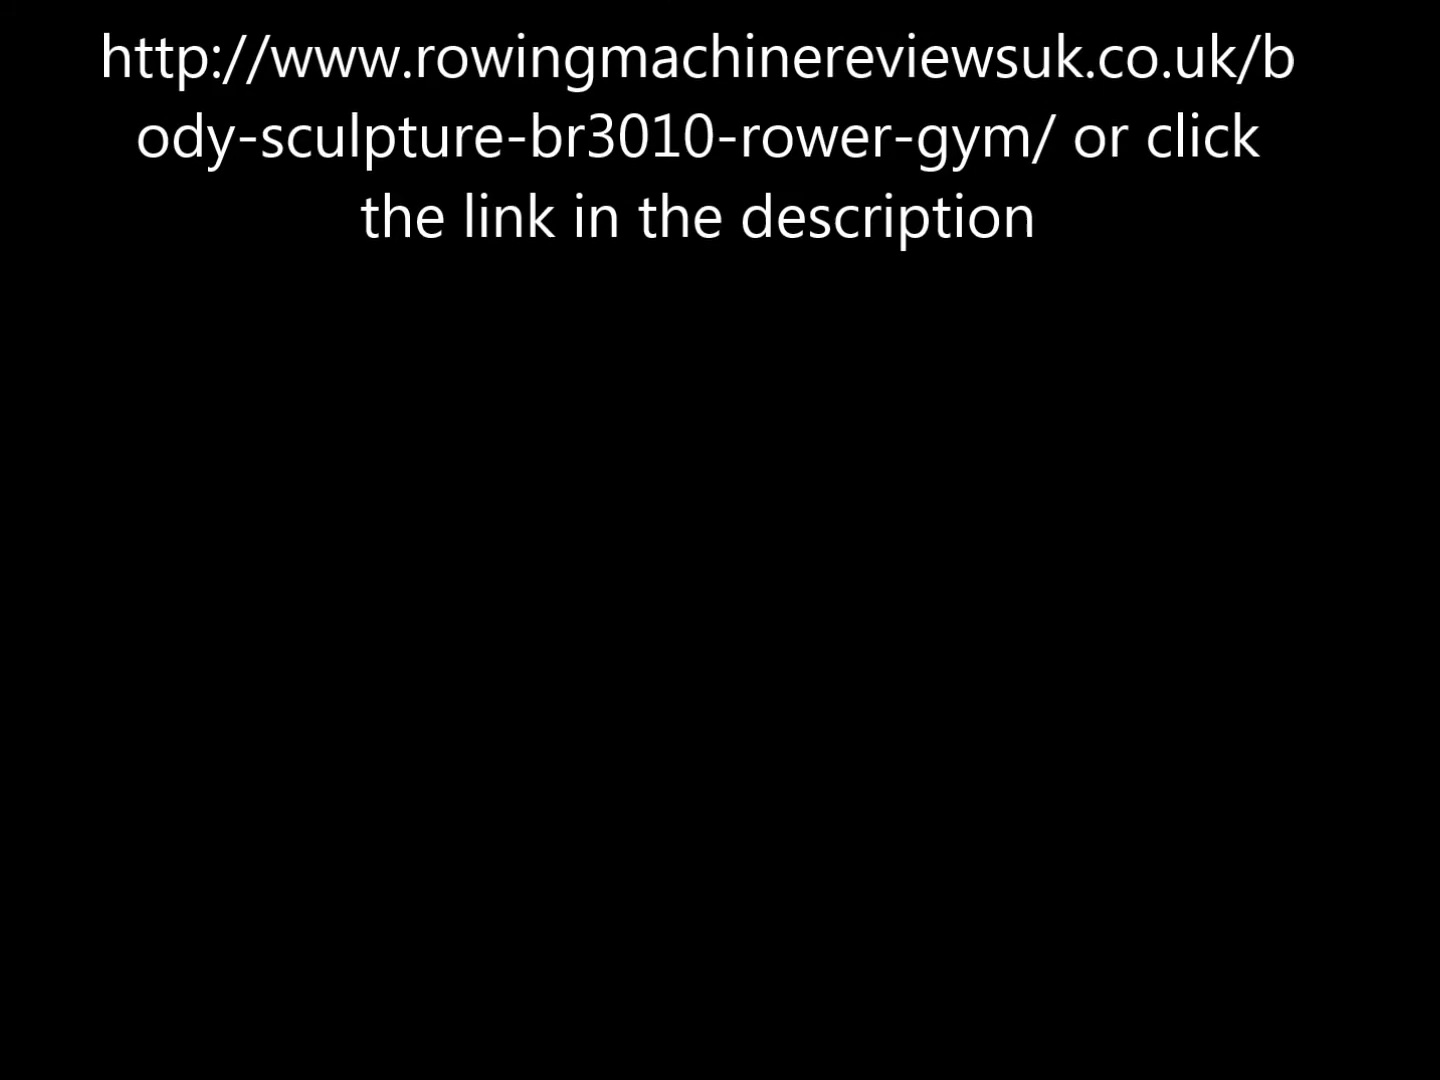 http://www.rowingmachinereviewsuk.co.uk/b
ody-sculpture-br3010-rower-gym/ or click
the link in the description